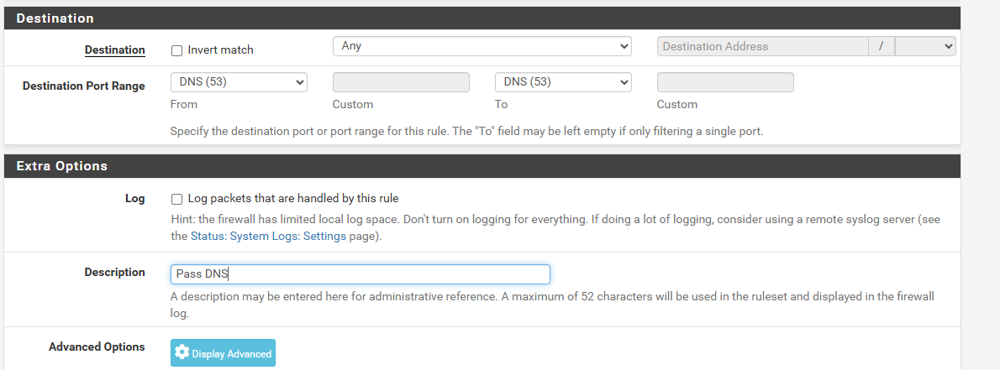 Destination
Destination Invert match Any Destination Address /
Destination Port Range DNS (53) DNS (53)
From Custom To Custom
Specify the destination port or port range for this rule. The "To" field may be left empty if only filtering a single port.
Extra Options
Log Log packets that are handled by this rule
Hint: the firewall has limited local log space. Don't turn on logging for everything. If doing a lot of logging, consider using a remote syslog server (see
the Status: System Logs: Settings page).
Description Pass DNS
A description may be entered here for administrative reference. A maximum of 52 characters will be used in the ruleset and displayed in the firewall
log.
Advanced Options Display Advanced